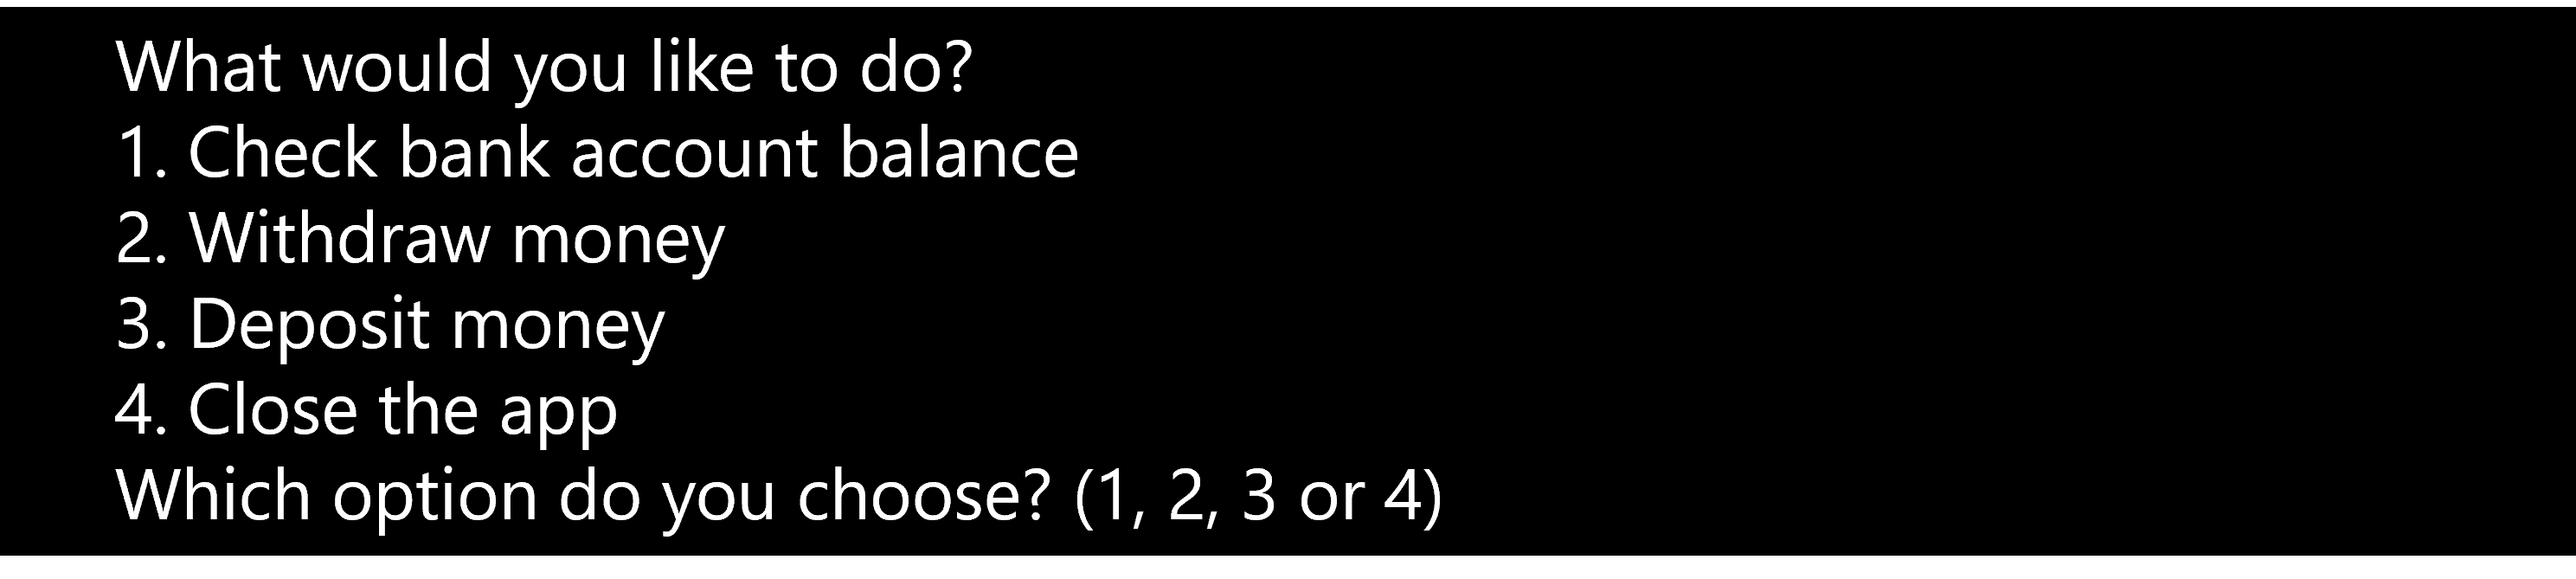 What would you like to do?
1. Check bank account balance
2. Withdraw money
3. Deposit money
4. Close the app
Which option do you choose? (1, 2, 3 or 4)